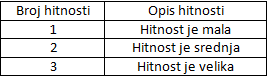 Broj hitnosti Opis hitnosti
1 Hitnost je mala
2 Hitnost je srednja
3 Hitnost je velika